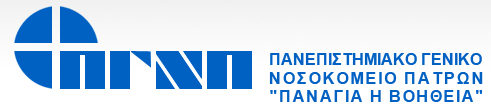 ΠΓΝΠ
ΠΑΝΕΠΙΣΤΗΜΙΑΚΟ ΓΕΝΙΚΟ
ΝΟΣΟΚΟΜΕΙΟ ΠΑΤΡΩΝ
"ΠΑΝΑΓΙΑ Η ΒΟΗΘΕΙΑ"